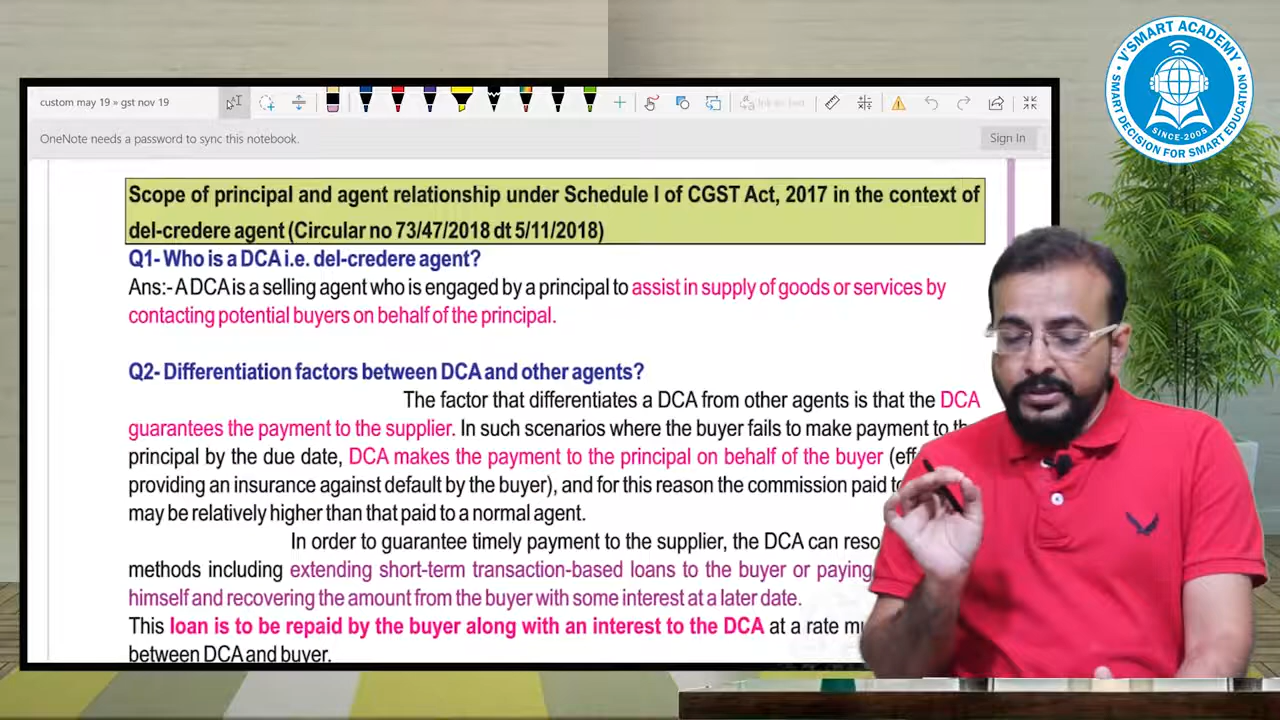 V'SMART ACADEMY
SMART DECISION FOR SMART EDUCATION
SINCE-2005
custom may 19 » gst nov 19
Ink to Text
OneNote needs a password to sync this notebook.
Sign In
Scope of principal and agent relationship under Schedule I of CGST Act, 2017 in the context of
del-credere agent (Circular no 73/47/2018 dt 5/11/2018)
Q1- Who is a DCA i.e. del-credere agent?
Ans:- A DCA is a selling agent who is engaged by a principal to assist in supply of goods or services by
contacting potential buyers on behalf of the principal.
Q2- Differentiation factors between DCA and other agents?
The factor that differentiates a DCA from other agents is that the DCA
guarantees the payment to the supplier. In such scenarios where the buyer fails to make payment to
principal by the due date, DCA makes the payment to the principal on behalf of the buyer
providing an insurance against default by the buyer), and for this reason the commission paid
may be relatively higher than that paid to a normal agent.
In order to guarantee timely payment to the supplier, the DCA can
methods including extending short-term transaction-based loans to the buyer or paying
himself and recovering the amount from the buyer with some interest at a later date.
This loan is to be repaid by the buyer along with an interest to the DCA at a rate
between DCA and buyer.